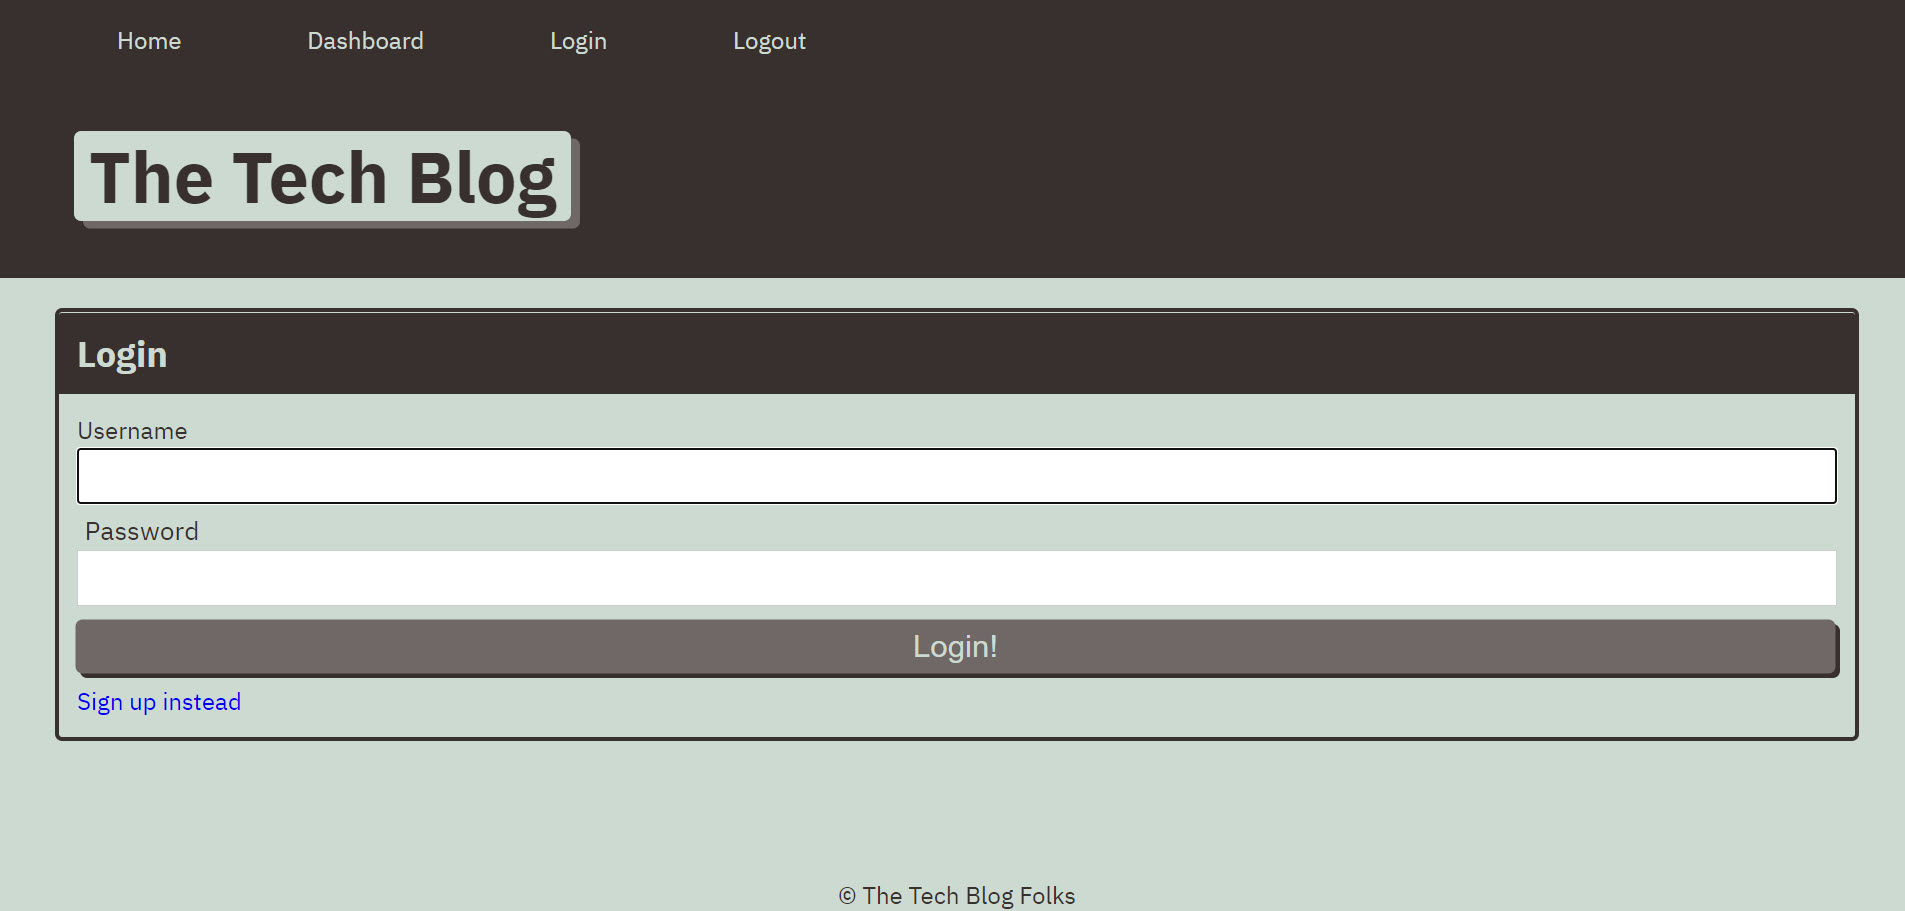 Home Dashboard Login Logout
The Tech Blog
Login
Username
Password
Login!
Sign up instead
© The Tech Blog Folks